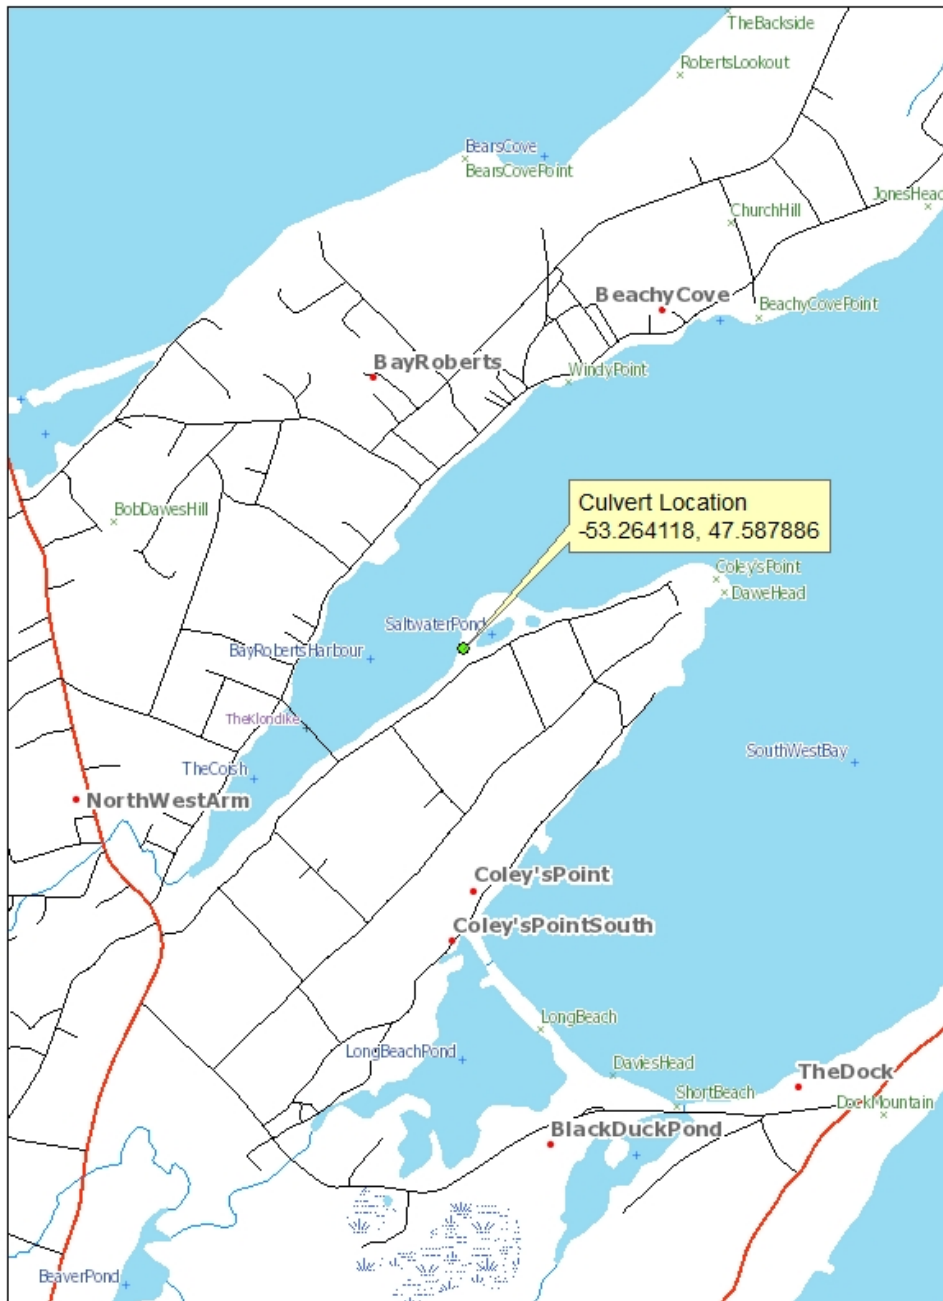 TheBackside
RobertsLookout
BearsCove
BearsCovePoint
JonesHead
ChurchHill
BeachyCove
BeachyCovePoint
BayRoberts
WindyPoint
Culvert Location
-53.264118, 47.587886
BobDawesHill
Coley'sPoint
DaweHead
SaltwaterPond
BayRobertsHarbour
TheKlondike
SouthWestBay
TheCoish
NorthWestArm
Coley'sPoint
Coley'sPointSouth
LongBeach
LongBeachPond
DaviesHead
TheDock
ShortBeach
DockMountain
BlackDuckPond
BeaverPond